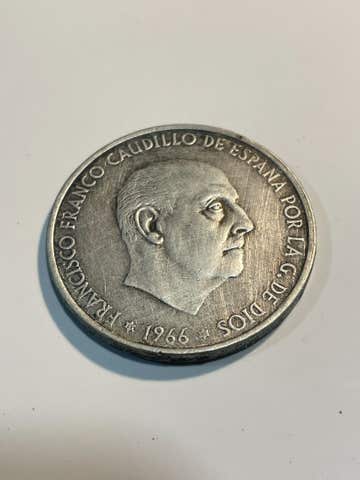 FRANCISCO FRANCO CAUDILLO DE ESPAÑA POR LA G. DE DIOS
* 1966 *